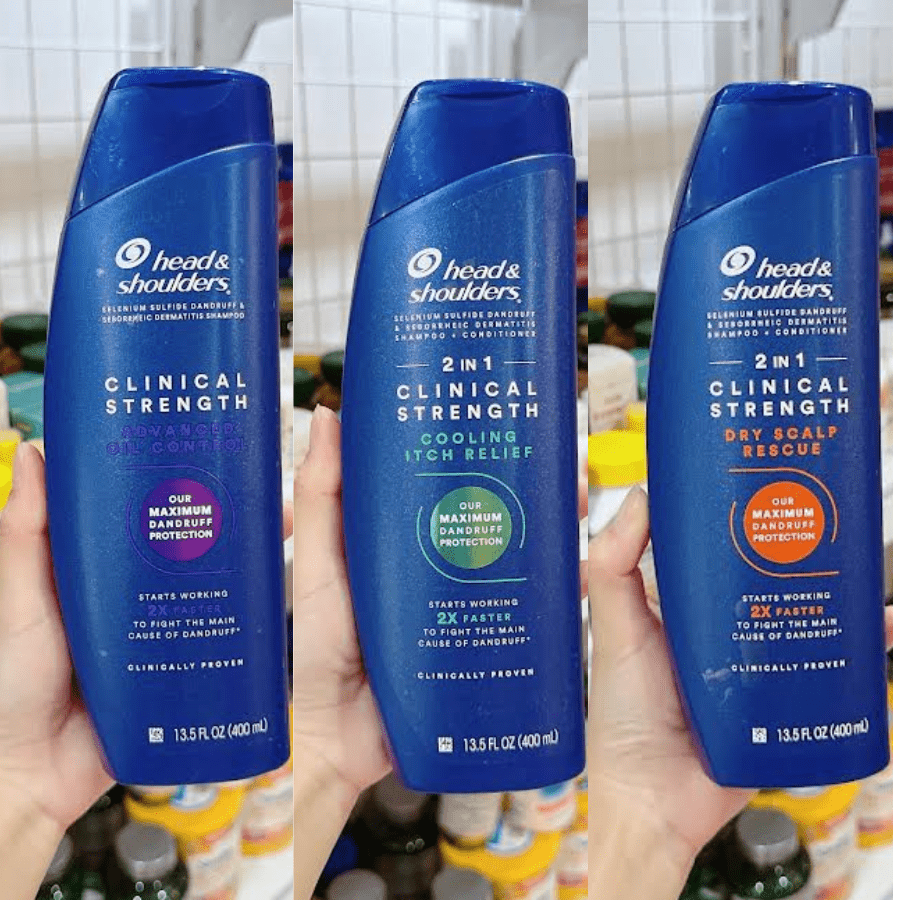 head &
shoulders
SELENIUM SULFIDE DANDRUFF &
SEBORRHEIC DERMATITIS SHAMPOO
CLINICAL
STRENGTH
ADVANCED
OIL CONTROL
OUR
MAXIMUM
DANDRUFF
PROTECTION
STARTS WORKING
2X FASTER
TO FIGHT THE MAIN
CAUSE OF DANDRUFF*
CLINICALLY PROVEN
13.5 FL OZ (400 mL)
head &
shoulders
SELENIUM SULFIDE DANDRUFF
& SEBORRHEIC DERMATITIS
SHAMPOO + CONDITIONER
2 IN 1
CLINICAL
STRENGTH
COOLING
ITCH RELIEF
OUR
MAXIMUM
DANDRUFF
PROTECTION
STARTS WORKING
2X FASTER
TO FIGHT THE MAIN
CAUSE OF DANDRUFF*
CLINICALLY PROVEN
13.5 FL OZ (400 mL)
head &
shoulders
SELENIUM SULFIDE DANDRUFF
& SEBORRHEIC DERMATITIS
SHAMPOO + CONDITIONER
2 IN 1
CLINICAL
STRENGTH
DRY SCALP
RESCUE
OUR
MAXIMUM
DANDRUFF
PROTECTION
STARTS WORKING
2X FASTER
TO FIGHT THE MAIN
CAUSE OF DANDRUFF*
CLINICALLY PROVEN
13.5 FL OZ (400 mL)